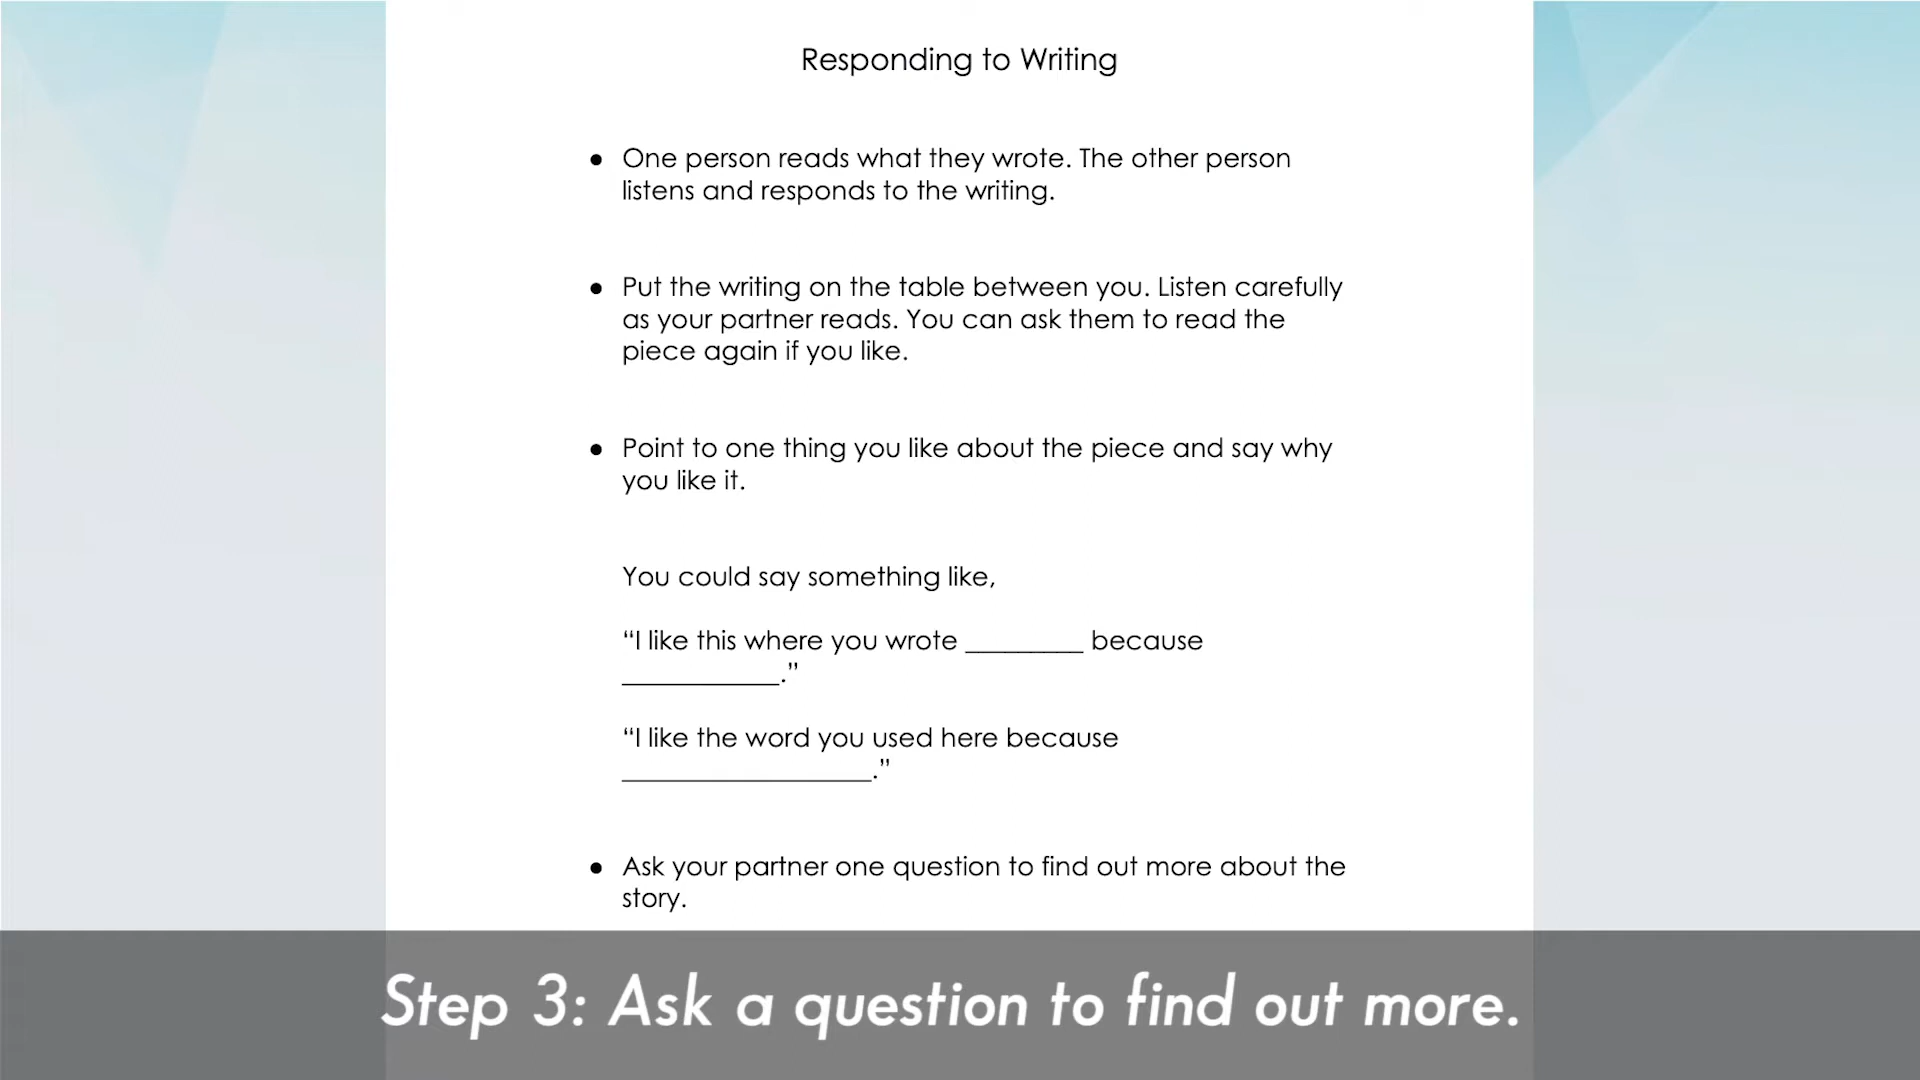 Responding to Writing
● One person reads what they wrote. The other person
listens and responds to the writing.
● Put the writing on the table between you. Listen carefully
as your partner reads. You can ask them to read the
piece again if you like.
● Point to one thing you like about the piece and say why
you like it.
You could say something like,
“I like this where you wrote _________ because
____________.”
“I like the word you used here because
___________________.”
● Ask your partner one question to find out more about the
story.
Step 3: Ask a question to find out more.